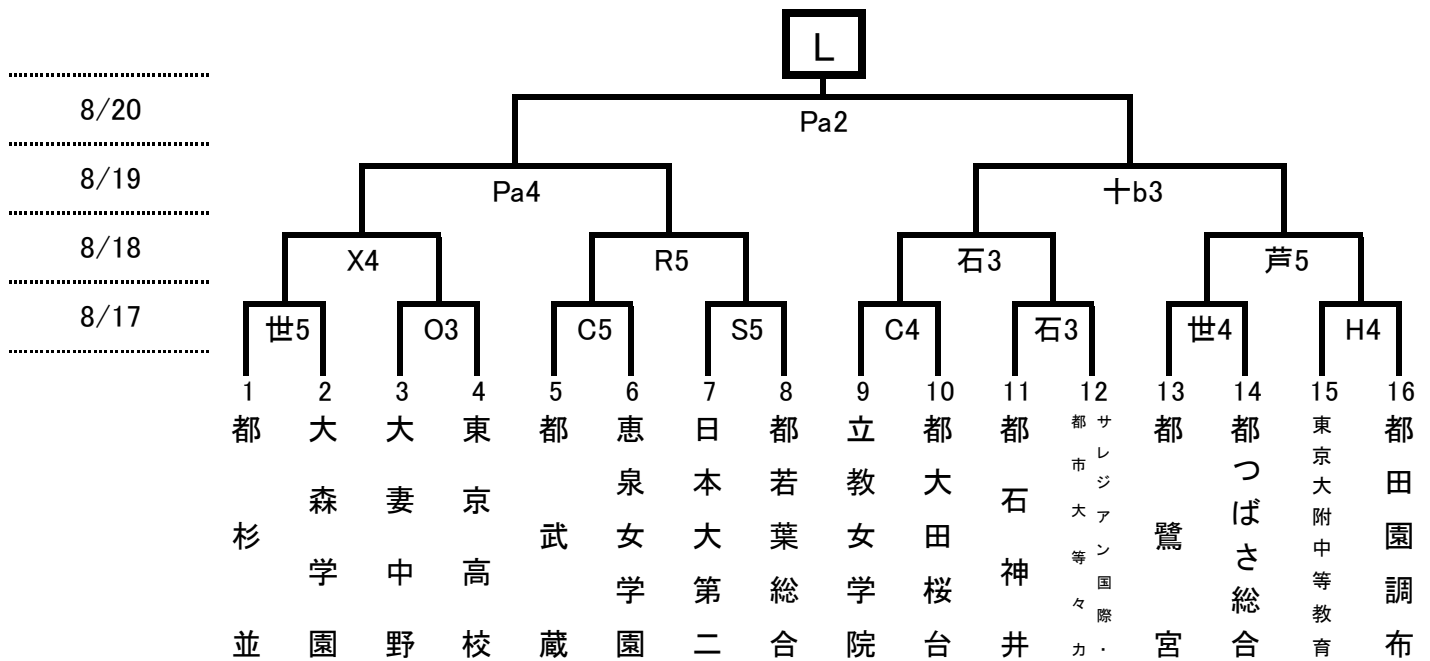 L
8/20
Pa2
8/19
Pa4
十b3
8/18
X4
R5
石3
芦5
8/17
世5
O3
C5
S5
C4
石3
世4
H4
1
2
3
4
5
6
7
8
9
10
11
12
13
14
15
16
都杉並
大森学園
大妻中野
東京高校
都武蔵
恵泉女学園
日本大第二
都若葉総合
立教女学院
都大田桜台
都石神井
サレジアン国際・
都市大等々力
都鷺宮
都つばさ総合
東京大附中等教育
都田園調布